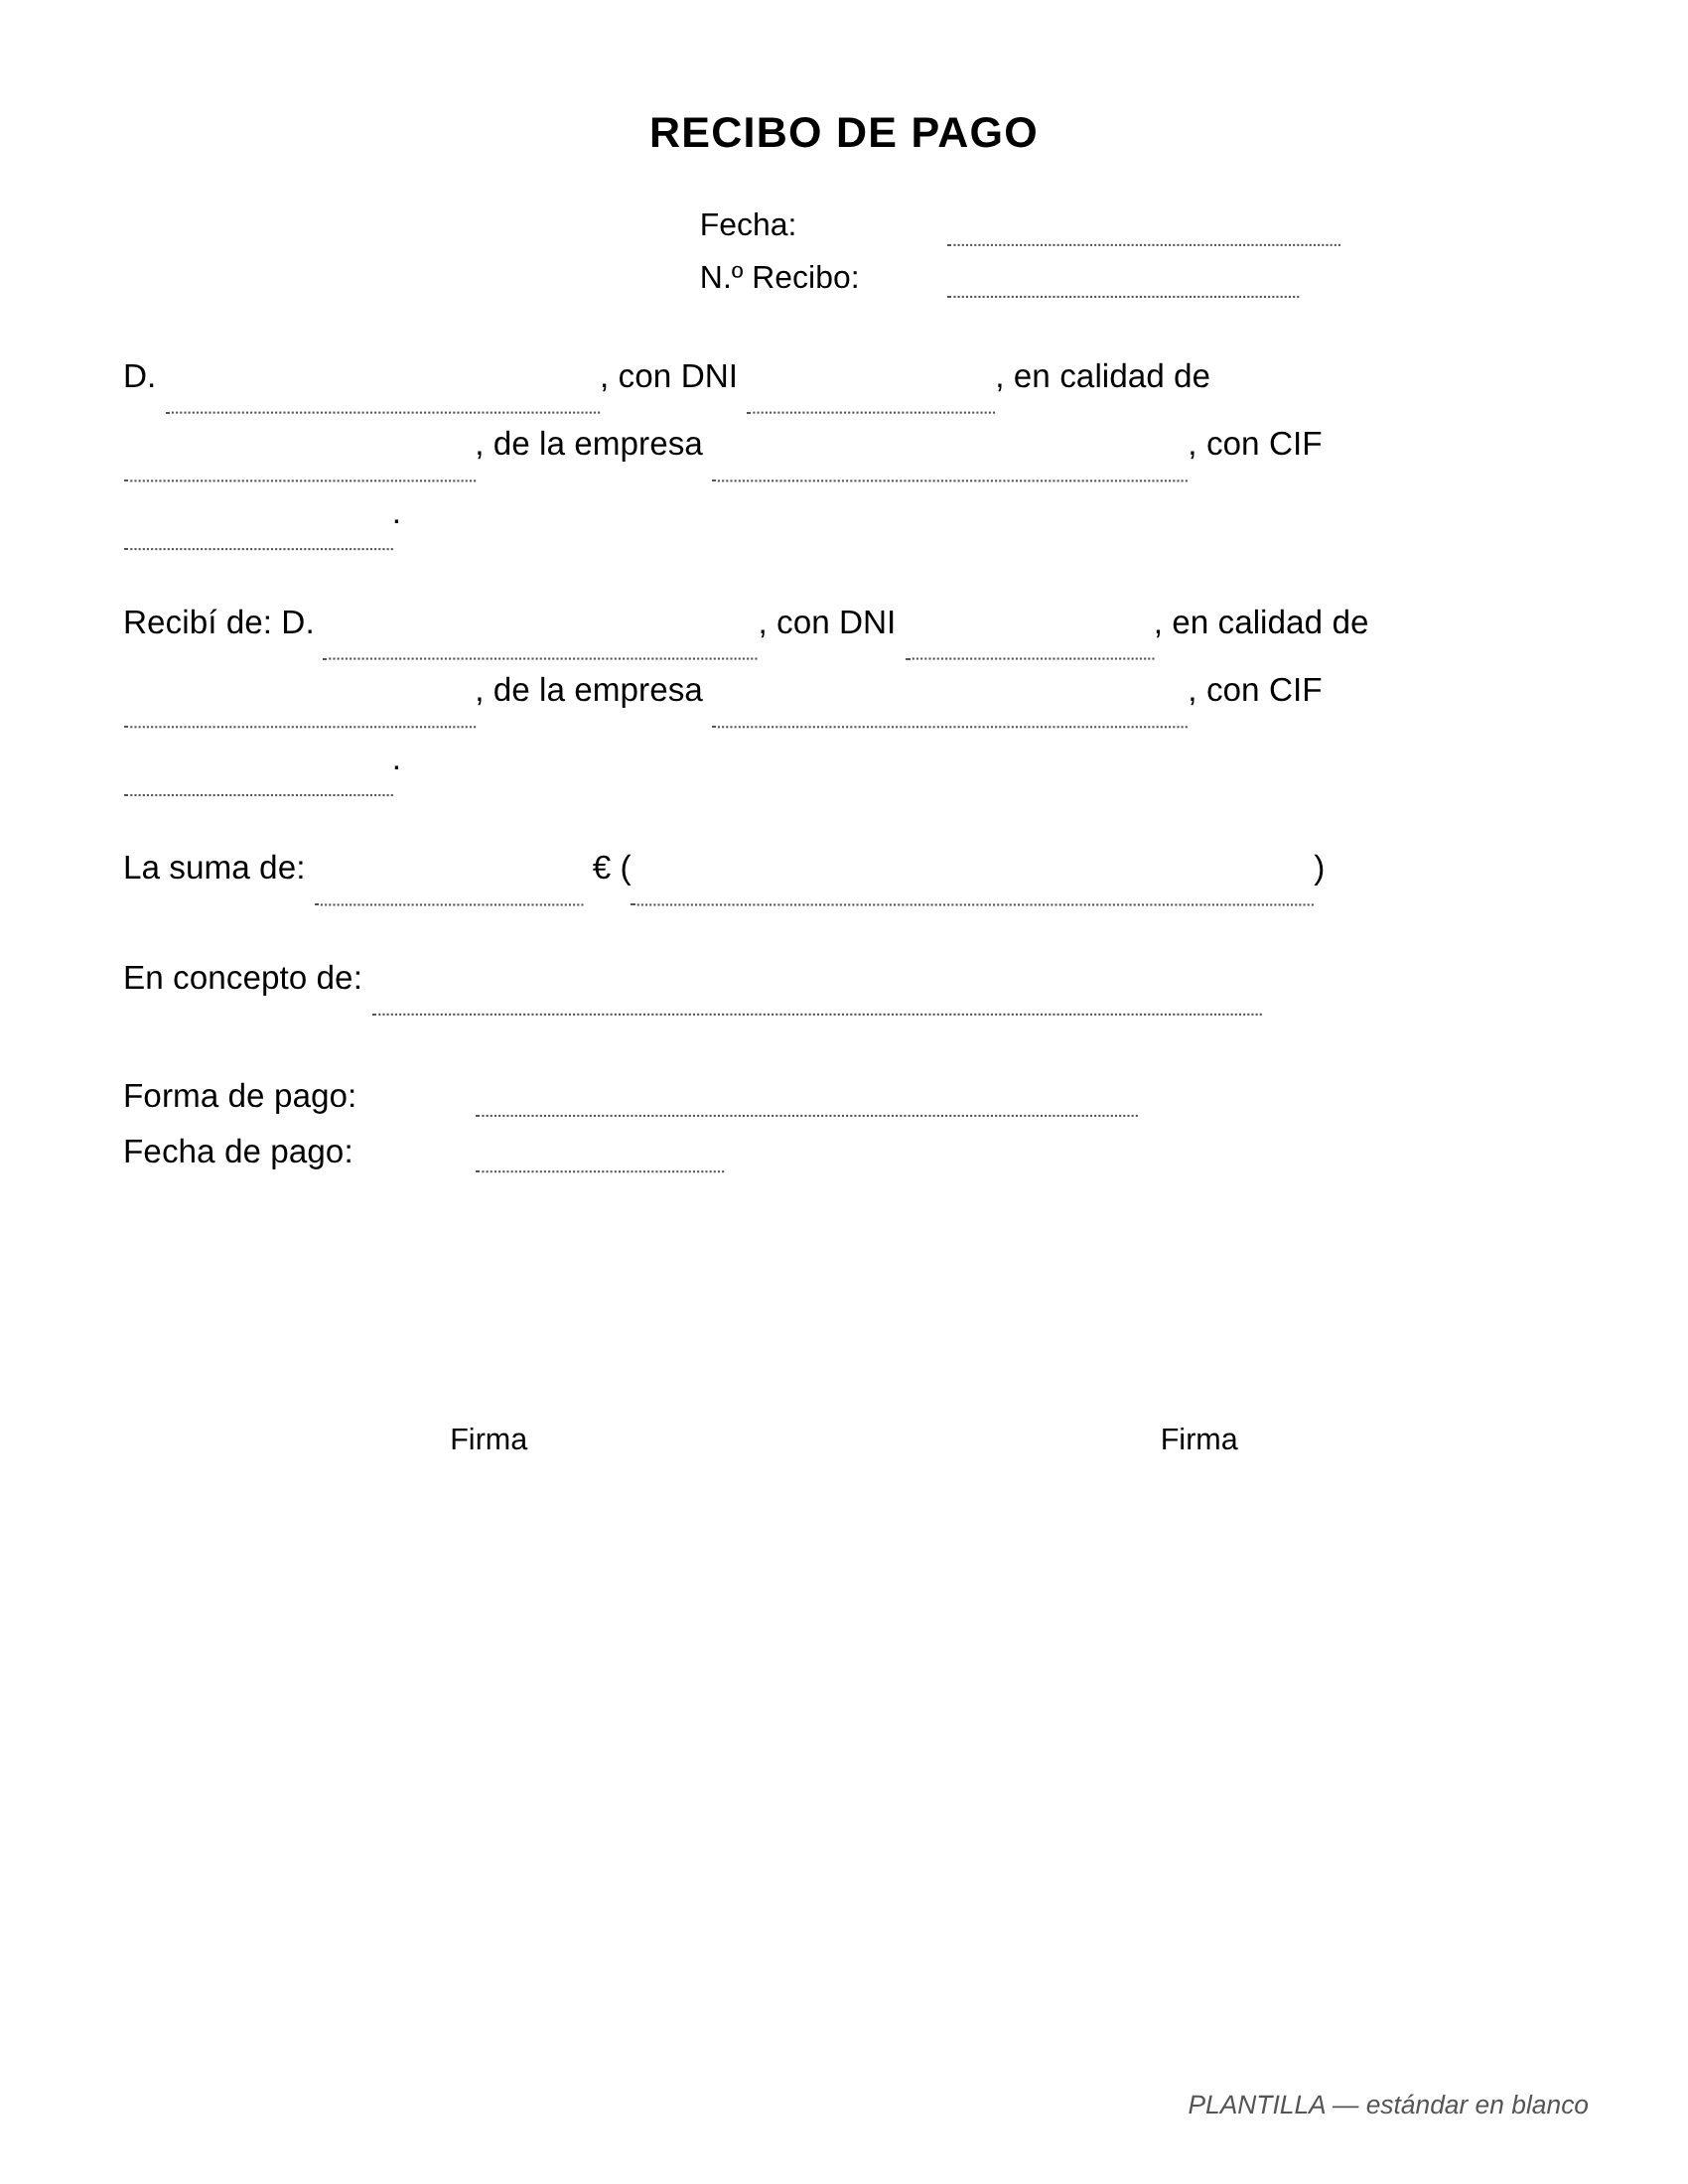 RECIBO DE PAGO
Fecha:
N.º Recibo:
D. , con DNI , en calidad de
, de la empresa , con CIF
.
Recibí de: D. , con DNI , en calidad de
, de la empresa , con CIF
.
La suma de: € ( )
En concepto de:
Forma de pago:
Fecha de pago:
Firma Firma
PLANTILLA — estándar en blanco